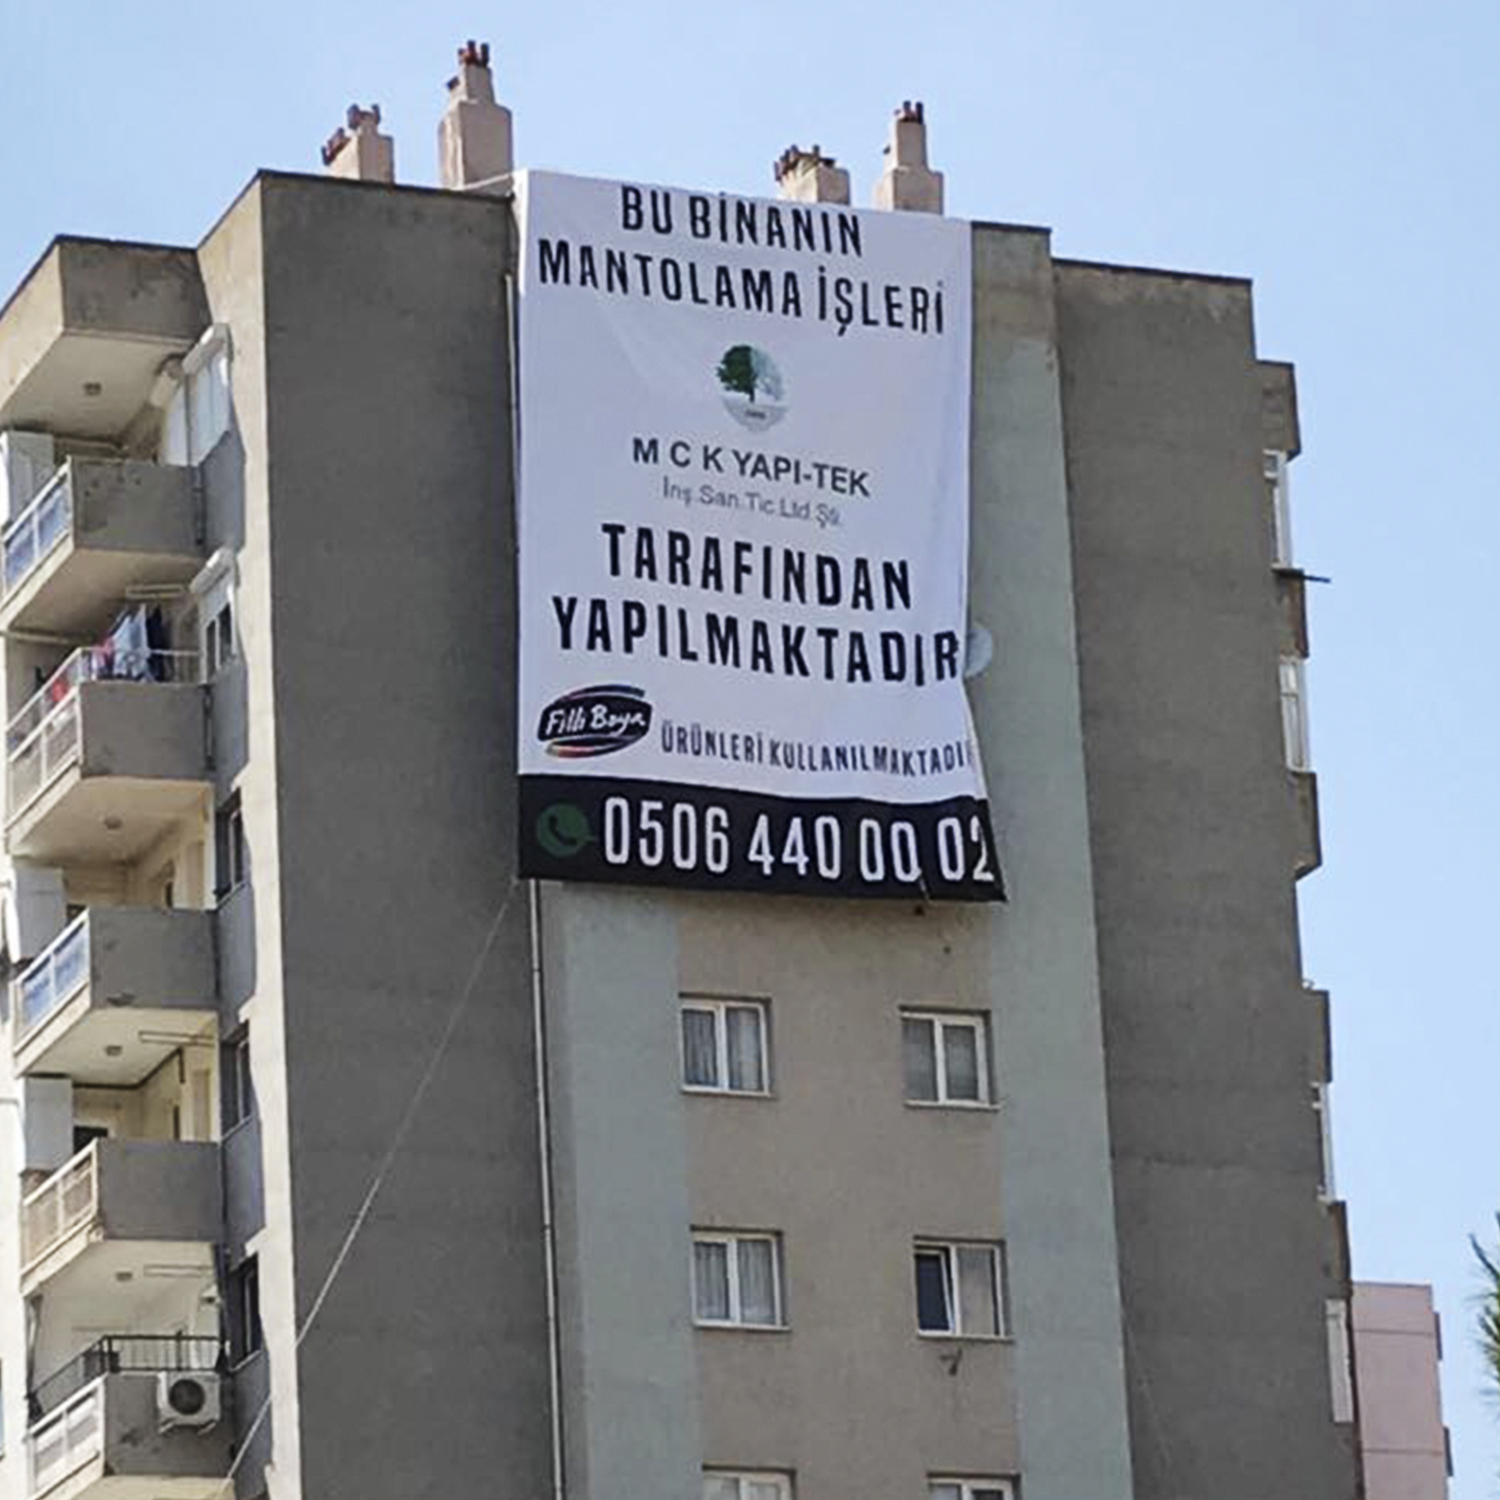 BU BİNANIN
MANTOLAMA İŞLERİ
M C K YAPI-TEK
İnş.San.Tic.Ltd.Şti.
TARAFINDAN
YAPILMAKTADIR
Filli Boya
ÜRÜNLERİ KULLANILMAKTADIR
0506 440 00 02